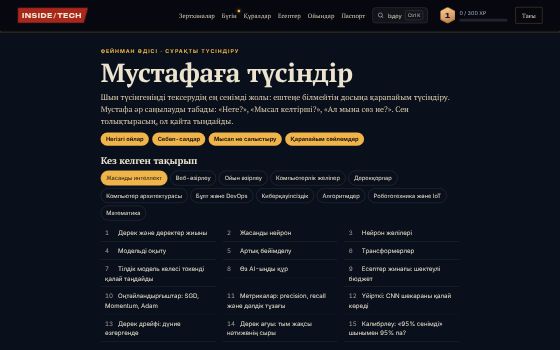 INSIDE/TECH
Зертханалар Бүгін Құралдар Есептер Ойындар Паспорт Іздеу Ctrl K 1 0 / 300 XP Тағы
ФЕЙНМАН ӘДІСІ · СҰРАҚТЫ ТҮСІНДІРУ
Мұстафаға түсіндір
Шын түсінгеніңді тексерудің ең сенімді жолы: ештеңе білмейтін досыңа қарапайым түсіндіру.
Мұстафа әр саңылауды табады: «Неге?», «Мысал келтірші?», «Ал мына сөз не?». Сен
толықтырасың, ол қайта тыңдайды.
Негізгі ойлар Себеп-салдар Мысал не салыстыру Қарапайым сөйлемдер
Кез келген тақырып
Жасанды интеллект Веб-әзірлеу Ойын әзірлеу Компьютерлік желілер Дерекқорлар
Компьютер архитектурасы Бұлт және DevOps Киберқауіпсіздік Алгоритмдер Робототехника және IoT
Математика
1 Дерек және деректер жиыны 2 Жасанды нейрон 3 Нейрон желілері
4 Модельді оқыту 5 Артық бейімделу 6 Трансформерлер
7 Тілдік модель келесі токенді қалай таңдайды 8 Өз AI-ыңды құр 9 Есептер жинағы: шектеулі бюджет
10 Оңтайландырғыштар: SGD, Momentum, Adam 11 Метрикалар: precision, recall және әділдік тұзағы 12 Үйірткі: CNN шекараны қалай көреді
13 Дерек дрейфі: дүние өзгергенде 14 Дерек ағуы: тым жақсы нәтиженің сыры 15 Калибрлеу: «95% сенімді» шынымен 95% па?